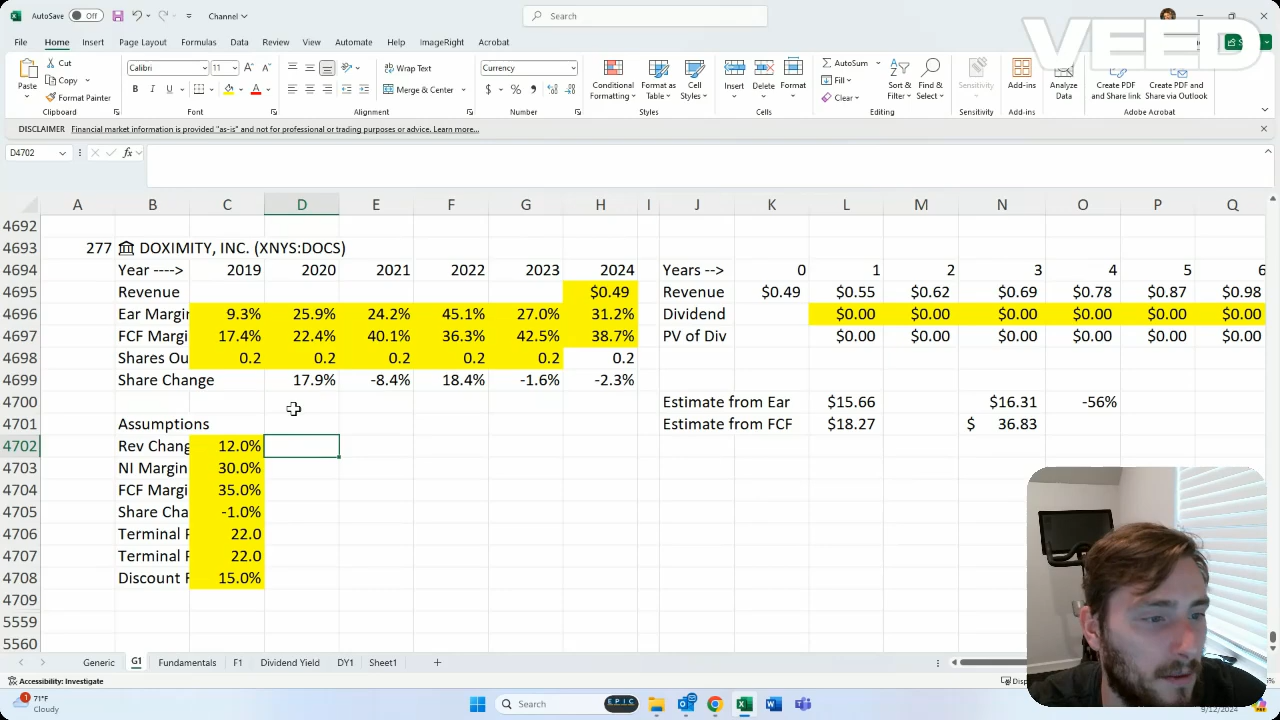 AutoSave Off Channel Search
VEED
File Home Insert Page Layout Formulas Data Review View Automate Help ImageRight Acrobat
Cut Calibri 11 Wrap Text Currency AutoSum
Paste Copy Merge & Center Conditional Formatting Format as Table Cell Styles Insert Delete Format Fill Sort & Filter Find & Select Sensitivity Add-ins Analyze Data Create PDF and Share link Create PDF and Share via Outlook
Format Painter Clear
Clipboard Font Alignment Number Styles Cells Editing Sensitivity Add-ins Adobe Acrobat
DISCLAIMER Financial market information is provided "as-is" and not for professional or trading purposes or advice. Learn more...
D4702 fx
A B C D E F G H I J K L M N O P Q
4692
4693 277 DOXIMITY, INC. (XNYS:DOCS)
4694 Year ----> 2019 2020 2021 2022 2023 2024 Years --> 0 1 2 3 4 5 6
4695 Revenue $0.49 Revenue $0.49 $0.55 $0.62 $0.69 $0.78 $0.87 $0.98
4696 Ear Margin 9.3% 25.9% 24.2% 45.1% 27.0% 31.2% Dividend $0.00 $0.00 $0.00 $0.00 $0.00 $0.00
4697 FCF Margin 17.4% 22.4% 40.1% 36.3% 42.5% 38.7% PV of Div $0.00 $0.00 $0.00 $0.00 $0.00 $0.00
4698 Shares Ou 0.2 0.2 0.2 0.2 0.2 0.2
4699 Share Change 17.9% -8.4% 18.4% -1.6% -2.3%
4700 Estimate from Ear $15.66 $16.31 -56%
4701 Assumptions Estimate from FCF $18.27 $ 36.83
4702 Rev Chang 12.0%
4703 NI Margin 30.0%
4704 FCF Margi 35.0%
4705 Share Cha -1.0%
4706 Terminal P 22.0
4707 Terminal P 22.0
4708 Discount F 15.0%
4709
5559
5560
Generic G1 Fundamentals F1 Dividend Yield DY1 Sheet1
Accessibility: Investigate
71°F
Cloudy
Search
EPIC
9/12/2024